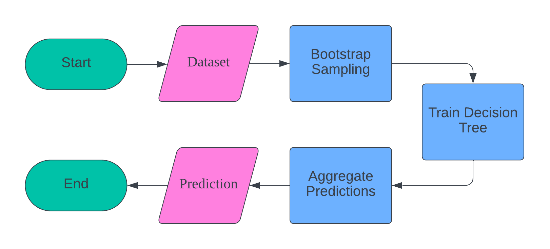 Start
Dataset
Bootstrap
Sampling
Train Decision
Tree
Aggregate
Predictions
Prediction
End